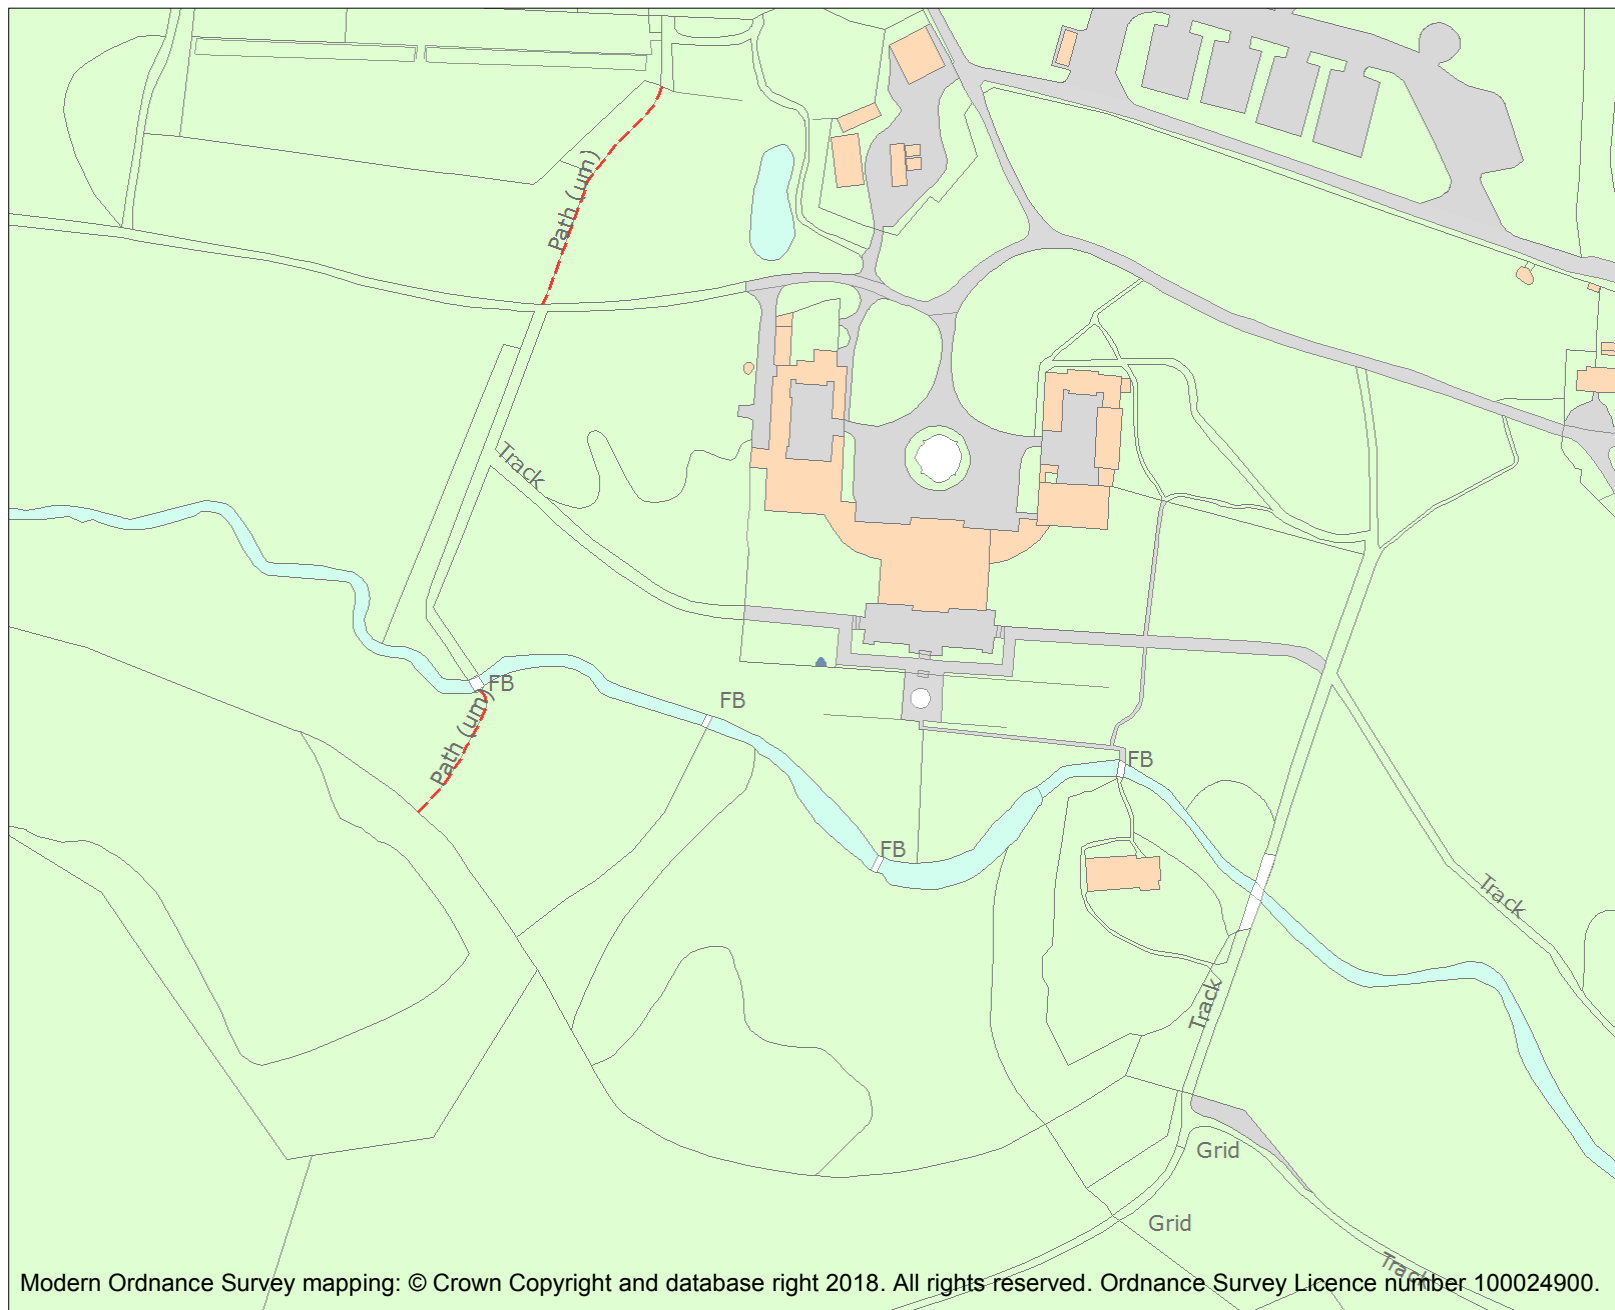 Path (um)
Track
FB
Path (um)
FB
FB
FB
Track
Track
Grid
Grid
Track
Modern Ordnance Survey mapping: © Crown Copyright and database right 2018. All rights reserved. Ordnance Survey Licence number 100024900.